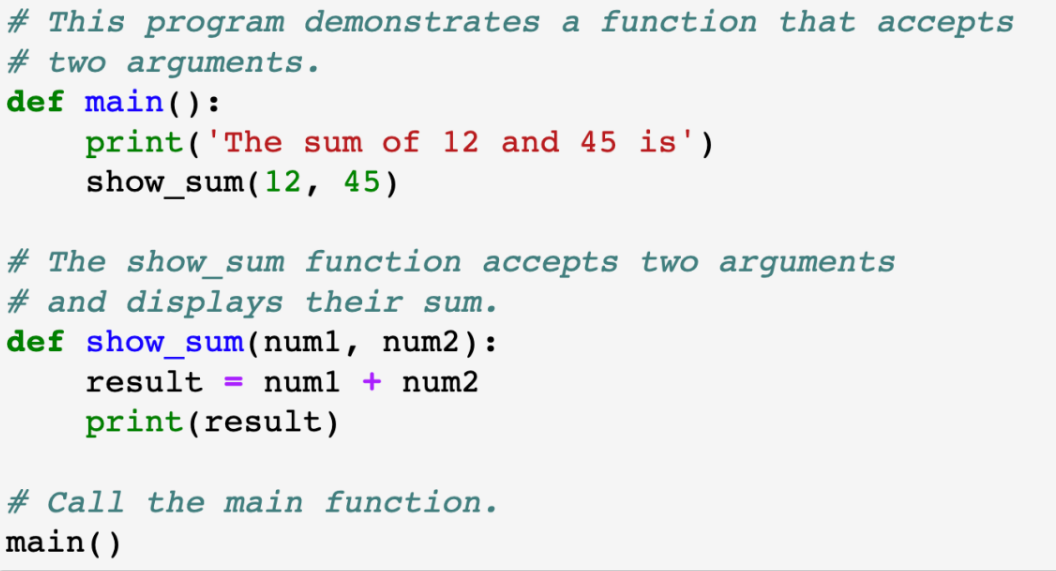 # This program demonstrates a function that accepts
# two arguments.
def main():
    print('The sum of 12 and 45 is')
    show_sum(12, 45)

# The show_sum function accepts two arguments
# and displays their sum.
def show_sum(num1, num2):
    result = num1 + num2
    print(result)

# Call the main function.
main()